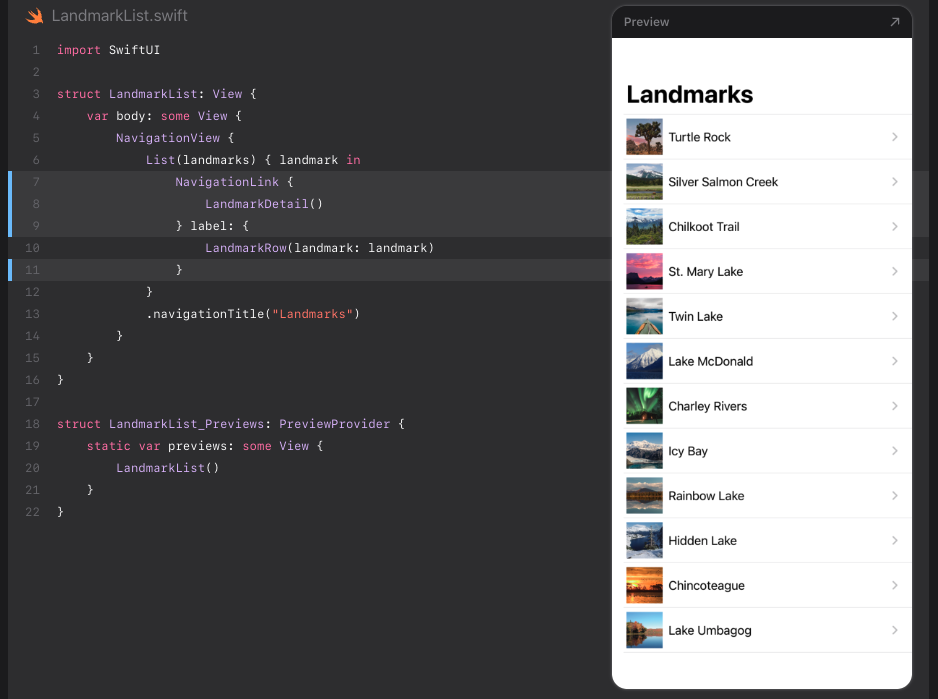 LandmarkList.swift
1 import SwiftUI
2
3 struct LandmarkList: View {
4     var body: some View {
5         NavigationView {
6             List(landmarks) { landmark in
7                 NavigationLink {
8                     LandmarkDetail()
9                 } label: {
10                     LandmarkRow(landmark: landmark)
11                 }
12             }
13             .navigationTitle("Landmarks")
14         }
15     }
16 }
17
18 struct LandmarkList_Previews: PreviewProvider {
19     static var previews: some View {
20         LandmarkList()
21     }
22 }
Preview
Landmarks
Turtle Rock
Silver Salmon Creek
Chilkoot Trail
St. Mary Lake
Twin Lake
Lake McDonald
Charley Rivers
Icy Bay
Rainbow Lake
Hidden Lake
Chincoteague
Lake Umbagog